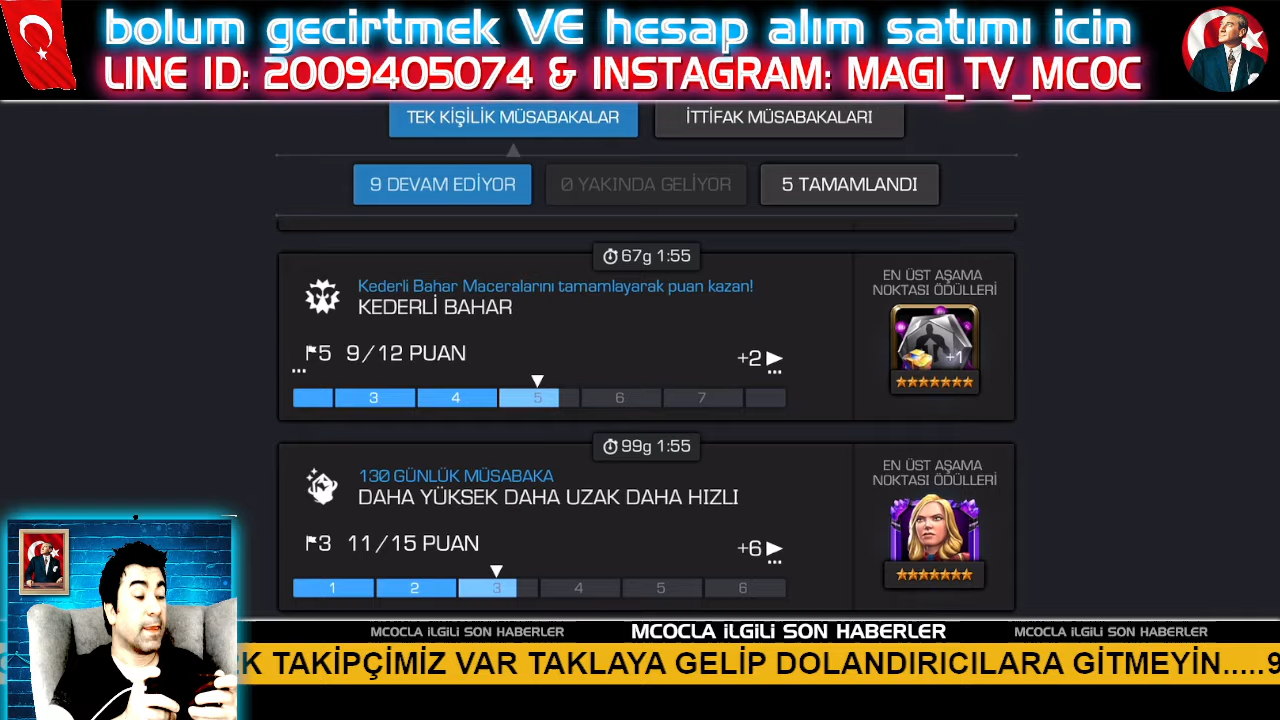 bolum gecirtmek VE hesap alım satımı icin
LINE ID: 2009405074 & INSTAGRAM: MAGI_TV_MCOC
TEK KİŞİLİK MÜSABAKALAR
İTTİFAK MÜSABAKALARI
9 DEVAM EDİYOR
0 YAKINDA GELİYOR
5 TAMAMLANDI
67g 1:55
Kederli Bahar Maceralarını tamamlayarak puan kazan!
KEDERLİ BAHAR
5 9/12 PUAN
+2
3 4 5 6 7
EN ÜST AŞAMA
NOKTASI ÖDÜLLERİ
+1
99g 1:55
130 GÜNLÜK MÜSABAKA
DAHA YÜKSEK DAHA UZAK DAHA HIZLI
3 11/15 PUAN
+6
1 2 3 4 5 6
EN ÜST AŞAMA
NOKTASI ÖDÜLLERİ
MCOCLA iLGiLi SON HABERLER MCOCLA iLGiLi SON HABERLER MCOCLA iLGiLi SON HABERLER
TAKİPÇİMİZ VAR TAKLAYA GELİP DOLANDIRICILARA GİTMEYİN.....9